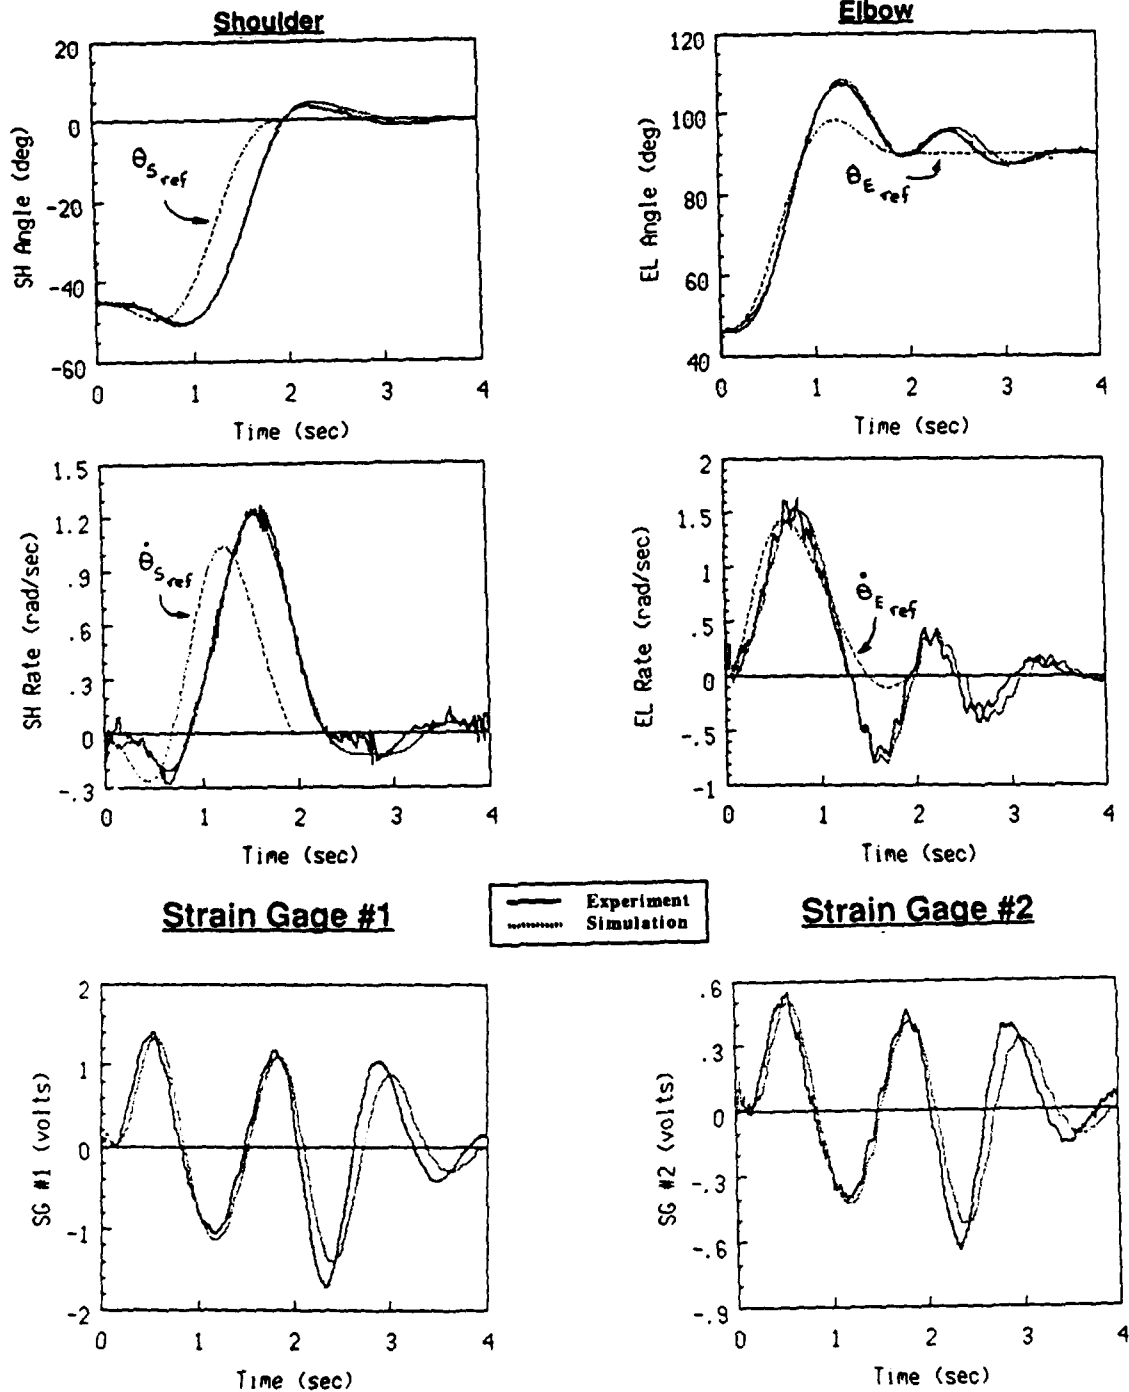 Shoulder
Elbow
20
0
-20
-40
-60
SH Angle (deg)
θS ref
0 1 2 3 4
Time (sec)
120
100
80
60
40
EL Angle (deg)
θE ref
0 1 2 3 4
Time (sec)
1.5
1.2
.9
.6
.3
0
-.3
SH Rate (rad/sec)
θ̇S ref
0 1 2 3 4
Time (sec)
2
1.5
1
0.5
0
-.5
-1
EL Rate (rad/sec)
θ̇E ref
0 1 2 3 4
Time (sec)
Experiment
Simulation
Strain Gage #1
Strain Gage #2
2
1
0
-1
-2
SG #1 (volts)
0 1 2 3 4
Time (sec)
.6
.3
0
-.3
-.6
-.9
SG #2 (volts)
0 1 2 3 4
Time (sec)